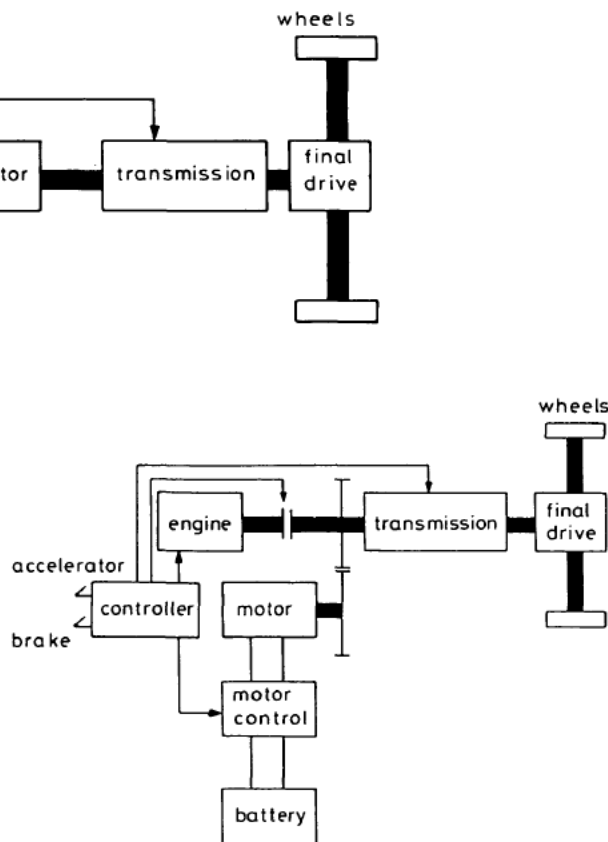 wheels
tor
transmission
final
drive
wheels
engine
transmission
final
drive
accelerator
controller
motor
brake
motor
control
battery